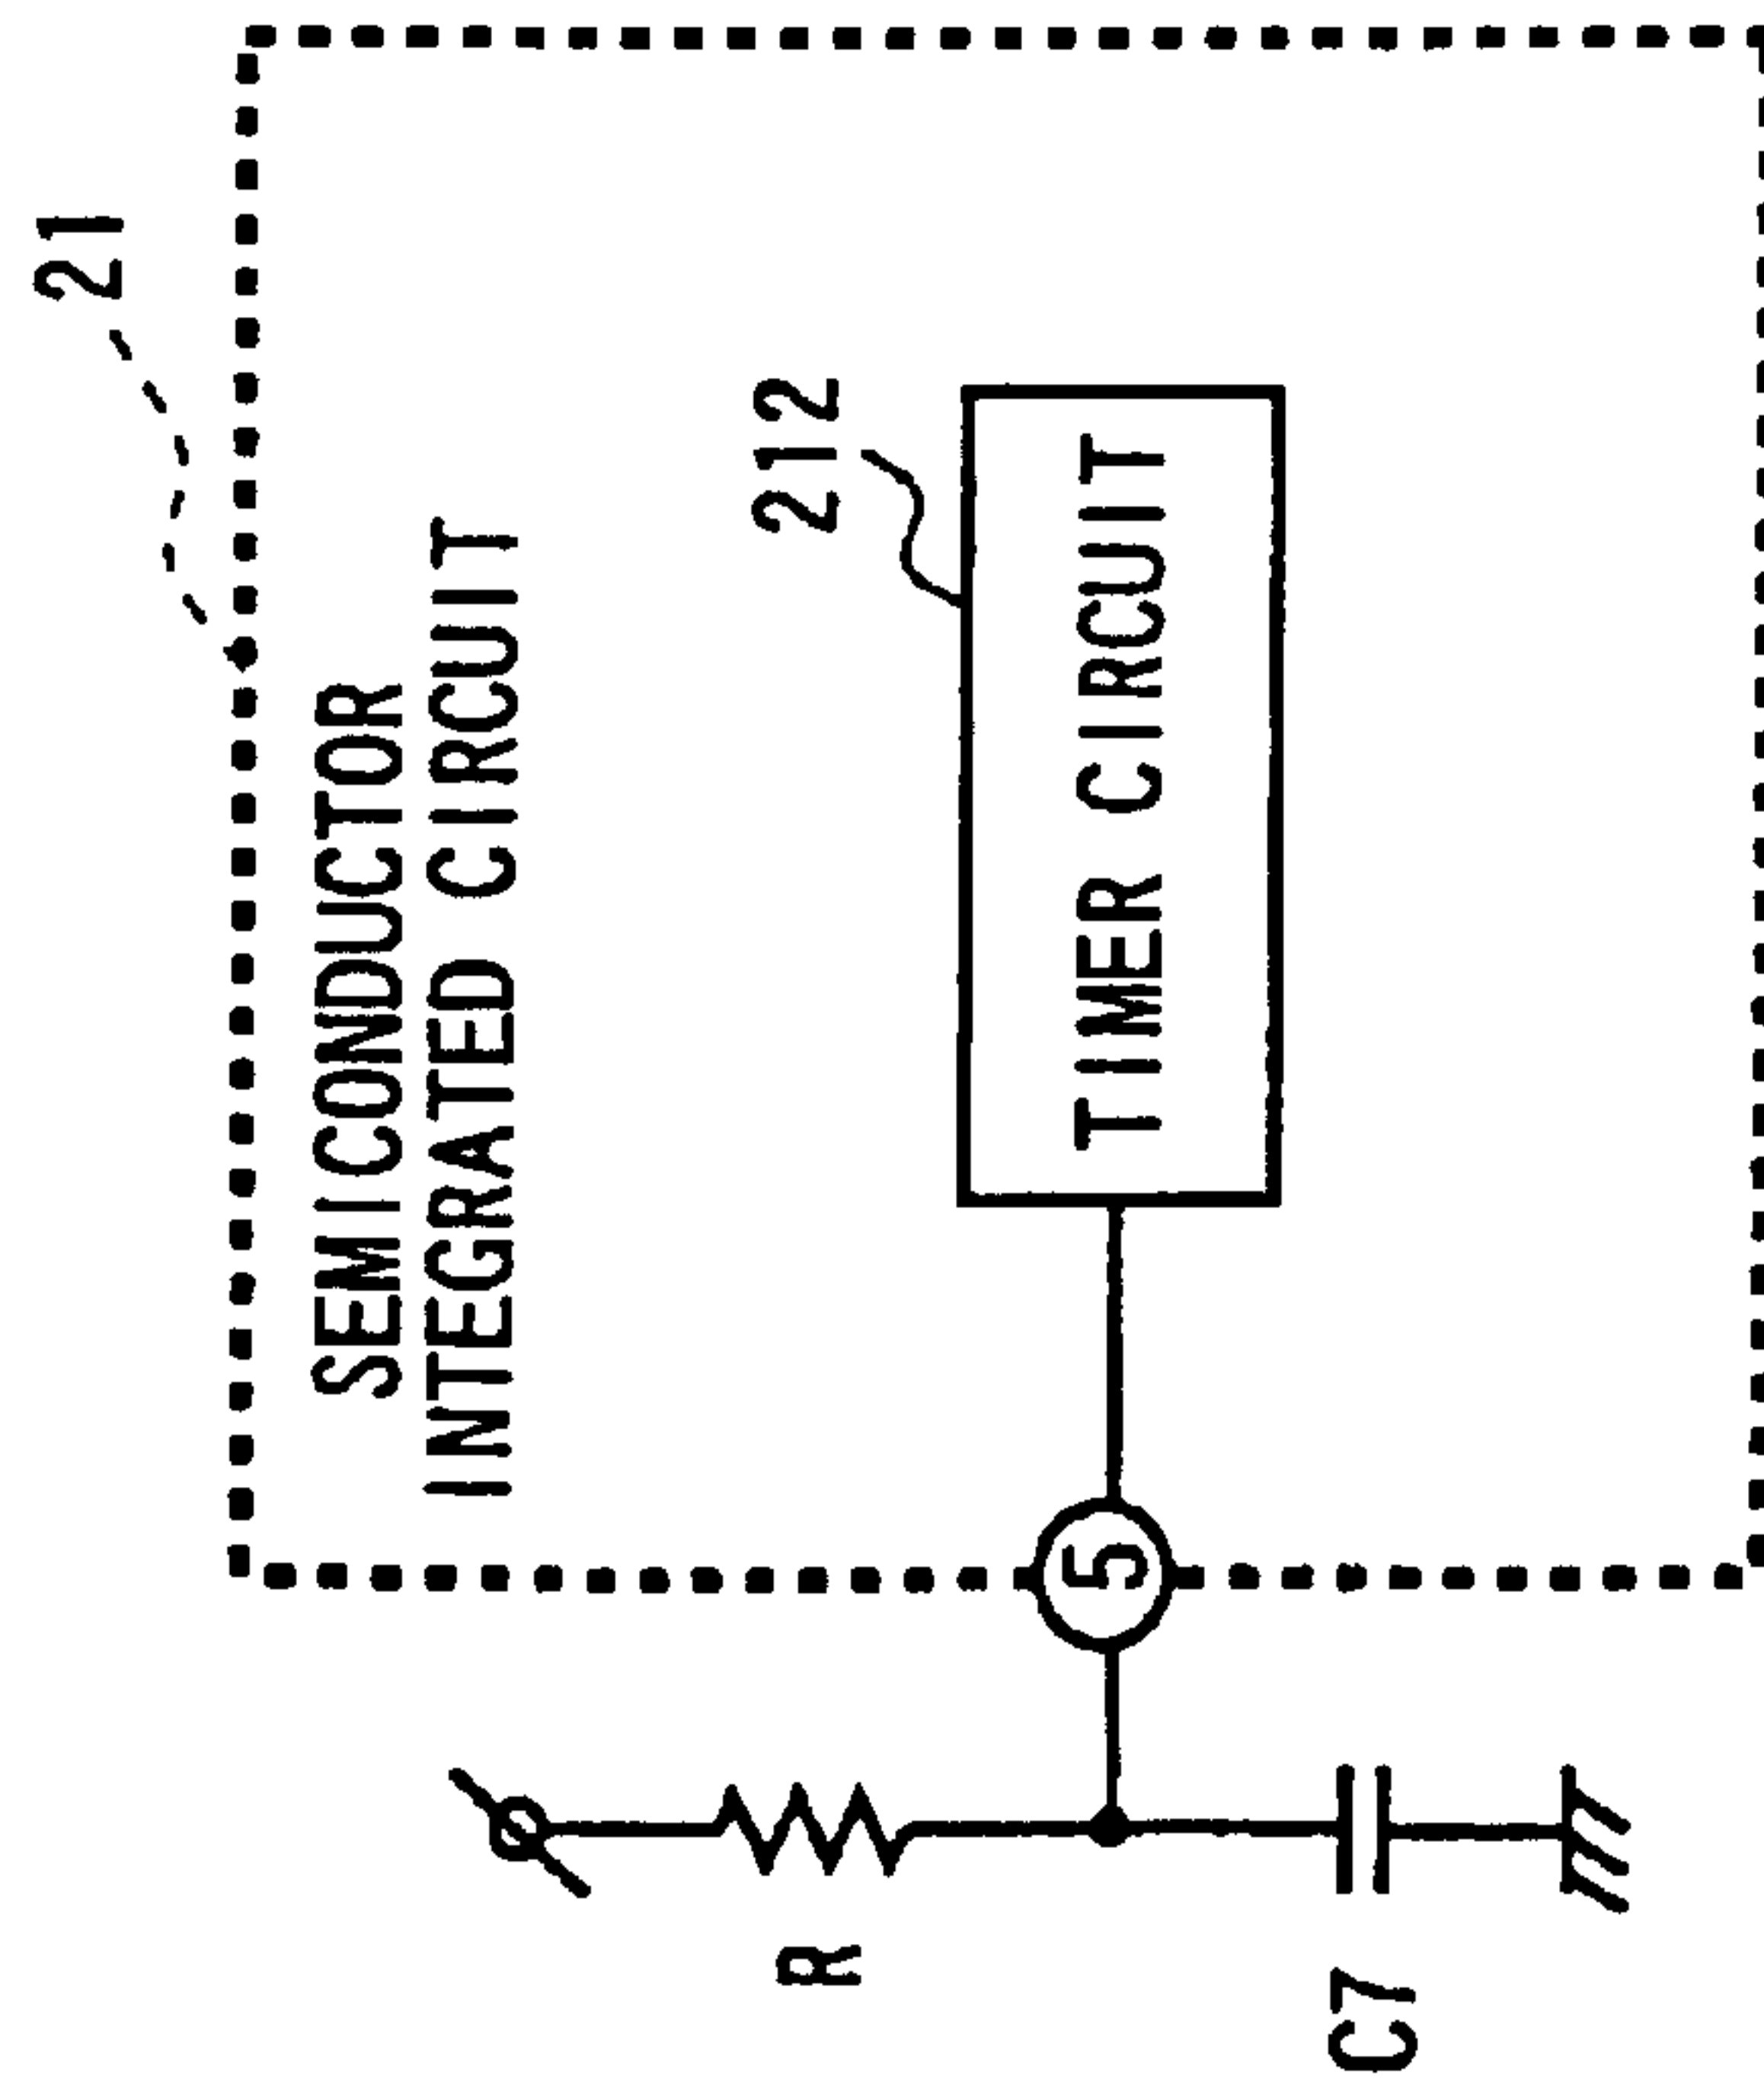 21
SEMICONDUCTOR
INTEGRATED CIRCUIT
212
TIMER CIRCUIT
5
R
C7